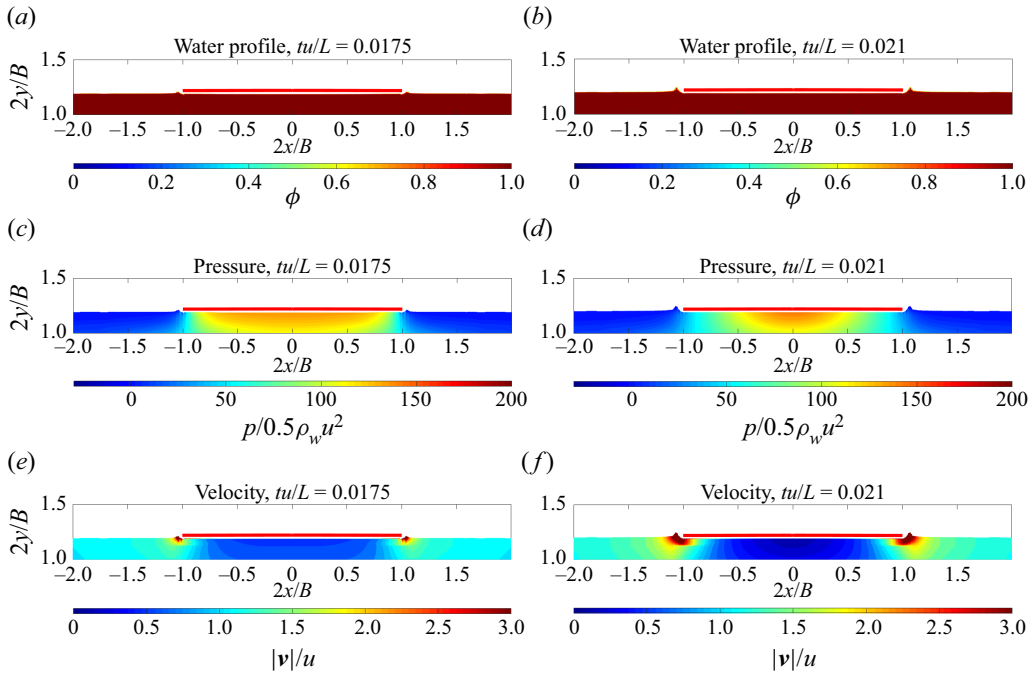 (a)
(b)
Water profile, tu/L = 0.0175
Water profile, tu/L = 0.021
1.5
1.5
2y/B
1.0
1.0
−2.0 −1.5 −1.0 −0.5 0 0.5 1.0 1.5
−2.0 −1.5 −1.0 −0.5 0 0.5 1.0 1.5
2x/B
2x/B
0 0.2 0.4 0.6 0.8 1.0
0 0.2 0.4 0.6 0.8 1.0
ϕ
ϕ
(c)
(d)
Pressure, tu/L = 0.0175
Pressure, tu/L = 0.021
1.5
1.5
2y/B
1.0
1.0
−2.0 −1.5 −1.0 −0.5 0 0.5 1.0 1.5
−2.0 −1.5 −1.0 −0.5 0 0.5 1.0 1.5
2x/B
2x/B
0 50 100 150 200
0 50 100 150 200
p/0.5ρ_w u²
p/0.5ρ_w u²
(e)
(f)
Velocity, tu/L = 0.0175
Velocity, tu/L = 0.021
1.5
1.5
2y/B
1.0
1.0
−2.0 −1.5 −1.0 −0.5 0 0.5 1.0 1.5
−2.0 −1.5 −1.0 −0.5 0 0.5 1.0 1.5
2x/B
2x/B
0 0.5 1.0 1.5 2.0 2.5 3.0
0 0.5 1.0 1.5 2.0 2.5 3.0
|v|/u
|v|/u